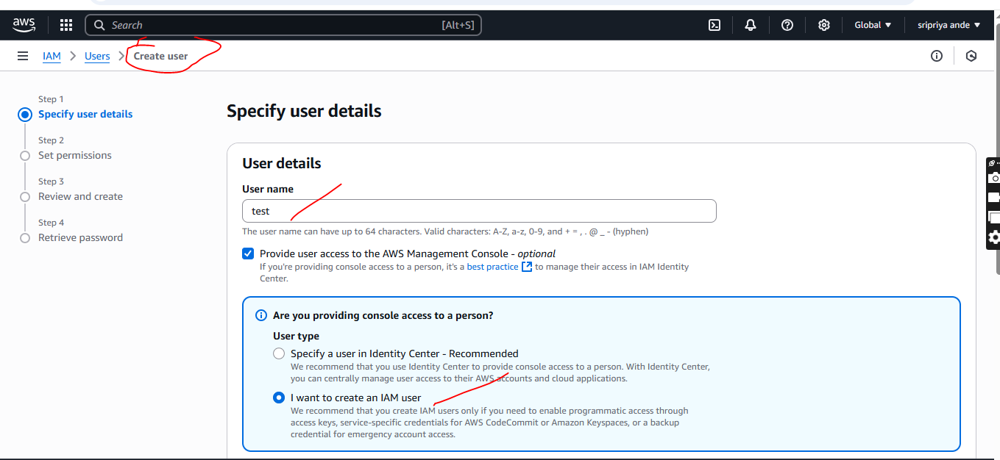 aws
Search [Alt+S]
Global ▼
sripriya ande ▼
IAM > Users > Create user
Step 1
Specify user details
Step 2
Set permissions
Step 3
Review and create
Step 4
Retrieve password
Specify user details
User details
User name
test
The user name can have up to 64 characters. Valid characters: A-Z, a-z, 0-9, and + = , . @ _ - (hyphen)
Provide user access to the AWS Management Console - optional
If you're providing console access to a person, it's a best practice to manage their access in IAM Identity
Center.
Are you providing console access to a person?
User type
Specify a user in Identity Center - Recommended
We recommend that you use Identity Center to provide console access to a person. With Identity Center,
you can centrally manage user access to their AWS accounts and cloud applications.
I want to create an IAM user
We recommend that you create IAM users only if you need to enable programmatic access through
access keys, service-specific credentials for AWS CodeCommit or Amazon Keyspaces, or a backup
credential for emergency account access.